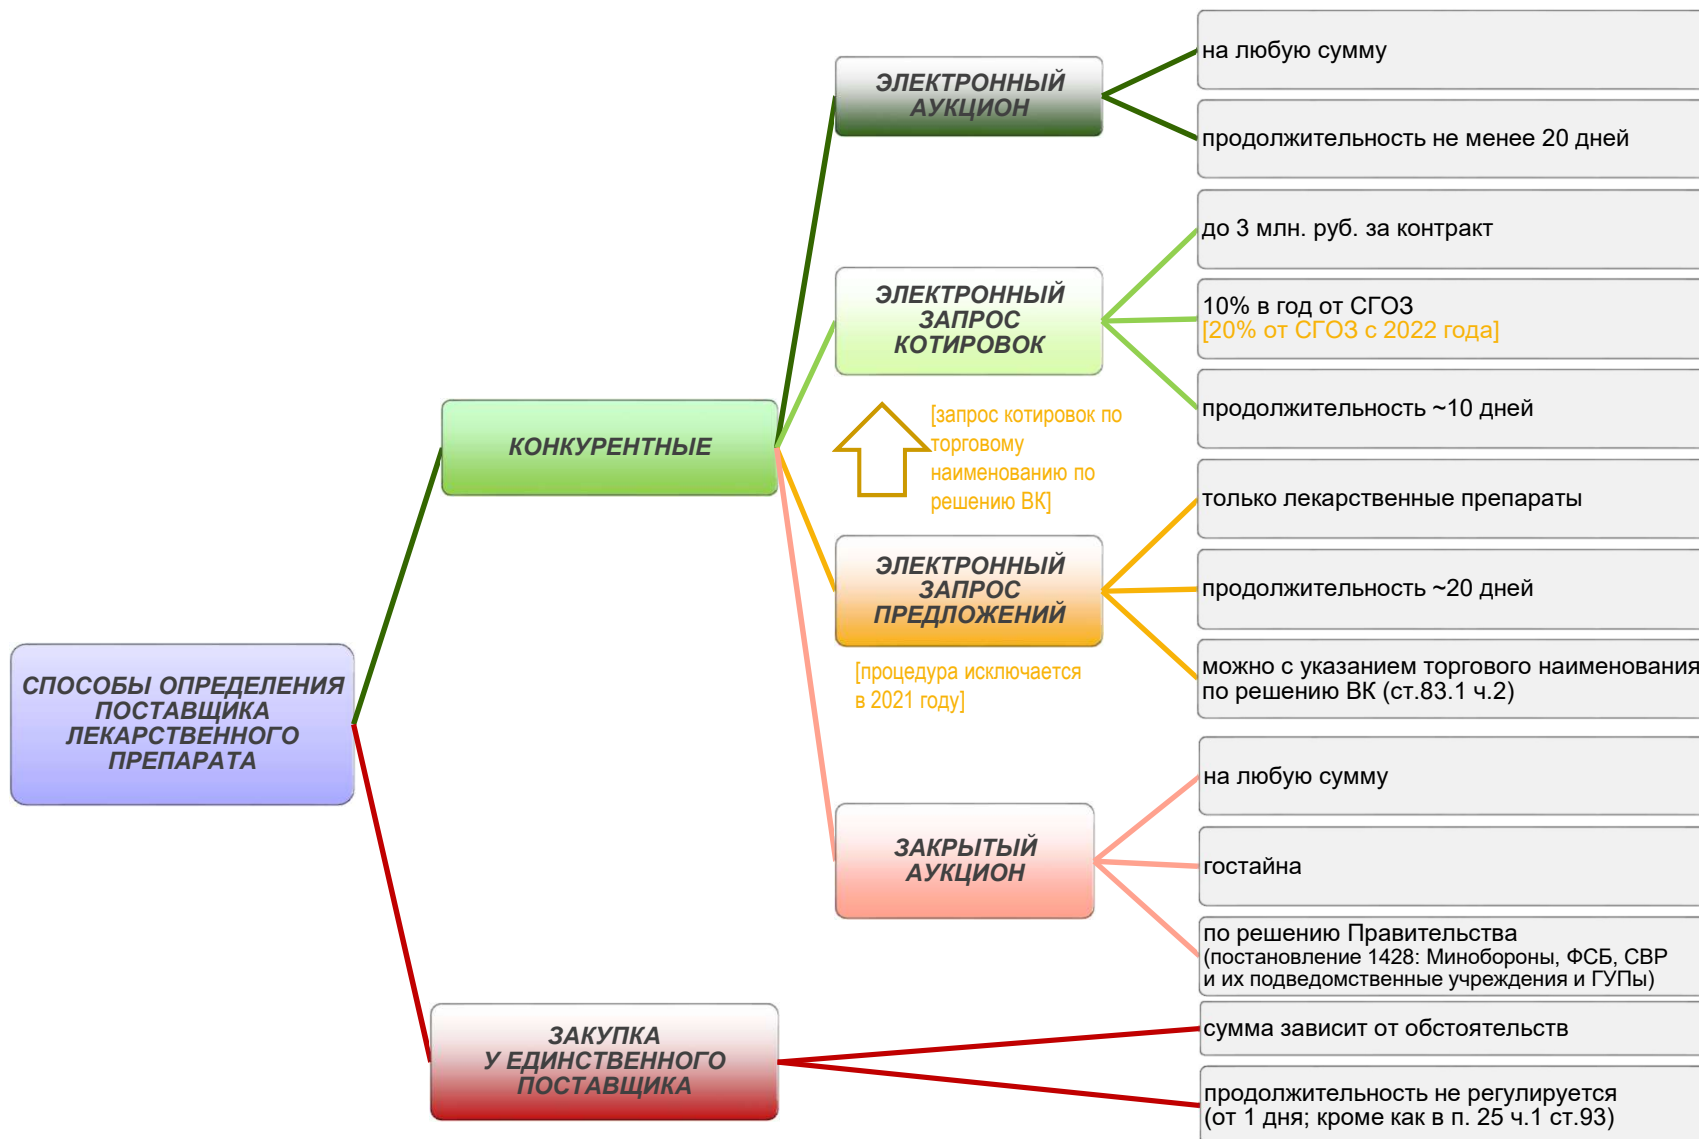 СПОСОБЫ ОПРЕДЕЛЕНИЯ
ПОСТАВЩИКА
ЛЕКАРСТВЕННОГО
ПРЕПАРАТА
КОНКУРЕНТНЫЕ
ЭЛЕКТРОННЫЙ
АУКЦИОН
на любую сумму
продолжительность не менее 20 дней
ЭЛЕКТРОННЫЙ
ЗАПРОС
КОТИРОВОК
до 3 млн. руб. за контракт
10% в год от СГОЗ
[20% от СГОЗ с 2022 года]
продолжительность ~10 дней
[запрос котировок по
торговому
наименованию по
решению ВК]
ЭЛЕКТРОННЫЙ
ЗАПРОС
ПРЕДЛОЖЕНИЙ
[процедура исключается
в 2021 году]
только лекарственные препараты
продолжительность ~20 дней
можно с указанием торгового наименования
по решению ВК (ст.83.1 ч.2)
ЗАКРЫТЫЙ
АУКЦИОН
на любую сумму
гостайна
по решению Правительства
(постановление 1428: Минобороны, ФСБ, СВР
и их подведомственные учреждения и ГУПы)
ЗАКУПКА
У ЕДИНСТВЕННОГО
ПОСТАВЩИКА
сумма зависит от обстоятельств
продолжительность не регулируется
(от 1 дня; кроме как в п. 25 ч.1 ст.93)